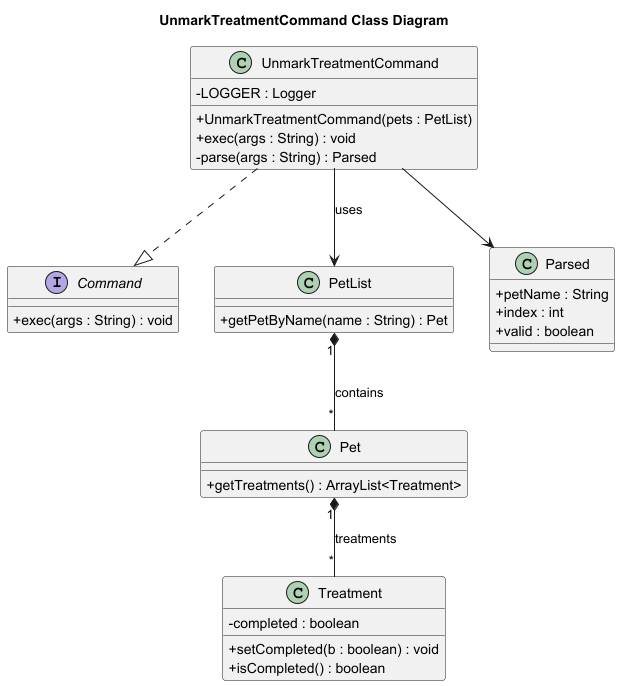 UnmarkTreatmentCommand Class Diagram
C UnmarkTreatmentCommand
-LOGGER : Logger
+UnmarkTreatmentCommand(pets : PetList)
+exec(args : String) : void
-parse(args : String) : Parsed
uses
I Command
+exec(args : String) : void
C PetList
+getPetByName(name : String) : Pet
C Parsed
+petName : String
+index : int
+valid : boolean
1
contains
*
C Pet
+getTreatments() : ArrayList<Treatment>
1
treatments
*
C Treatment
-completed : boolean
+setCompleted(b : boolean) : void
+isCompleted() : boolean